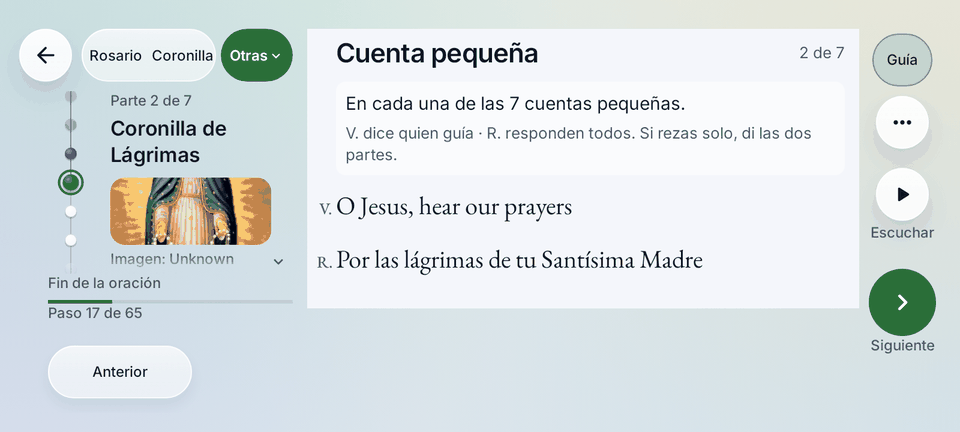 Rosario Coronilla Otras
Parte 2 de 7
Coronilla de
Lágrimas
Imagen: Unknown
Fin de la oración
Paso 17 de 65
Anterior
Cuenta pequeña
2 de 7
En cada una de las 7 cuentas pequeñas.
V. dice quien guía · R. responden todos. Si rezas solo, di las dos
partes.
V. O Jesus, hear our prayers
R. Por las lágrimas de tu Santísima Madre
Guía
Escuchar
Siguiente